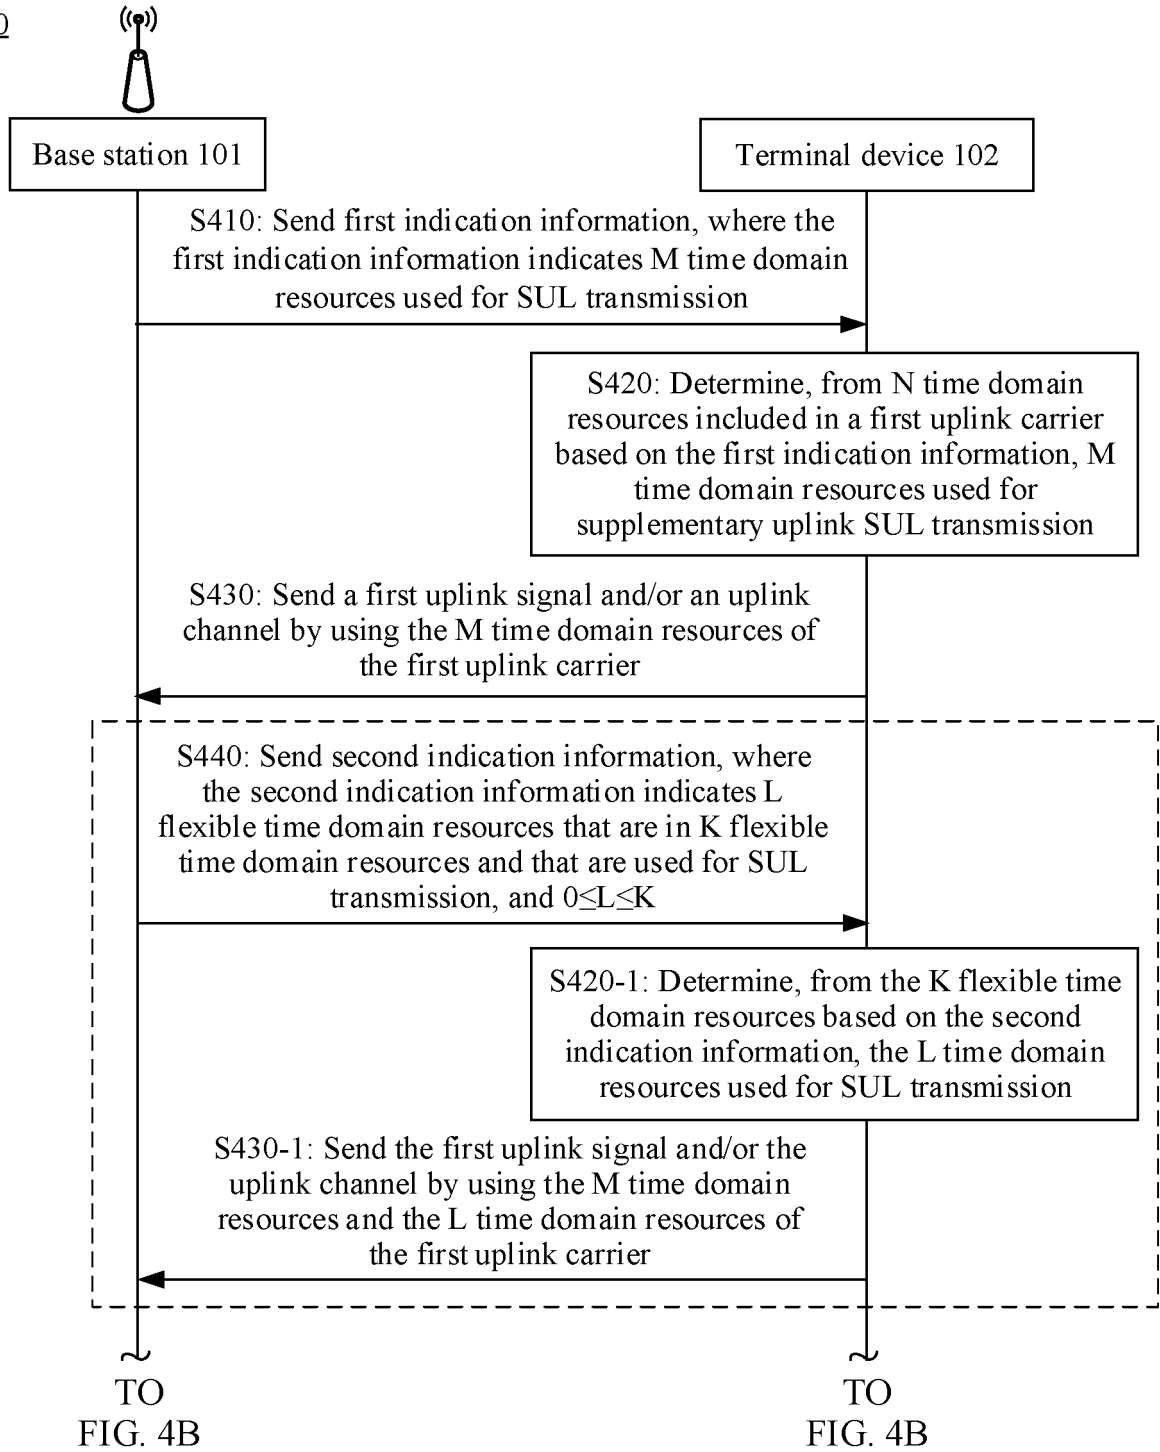 0
Base station 101
Terminal device 102
S410: Send first indication information, where the
first indication information indicates M time domain
resources used for SUL transmission
S420: Determine, from N time domain
resources included in a first uplink carrier
based on the first indication information, M
time domain resources used for
supplementary uplink SUL transmission
S430: Send a first uplink signal and/or an uplink
channel by using the M time domain resources of
the first uplink carrier
S440: Send second indication information, where
the second indication information indicates L
flexible time domain resources that are in K flexible
time domain resources and that are used for SUL
transmission, and 0≤L≤K
S420-1: Determine, from the K flexible time
domain resources based on the second
indication information, the L time domain
resources used for SUL transmission
S430-1: Send the first uplink signal and/or the
uplink channel by using the M time domain
resources and the L time domain resources of
the first uplink carrier
TO
FIG. 4B
TO
FIG. 4B